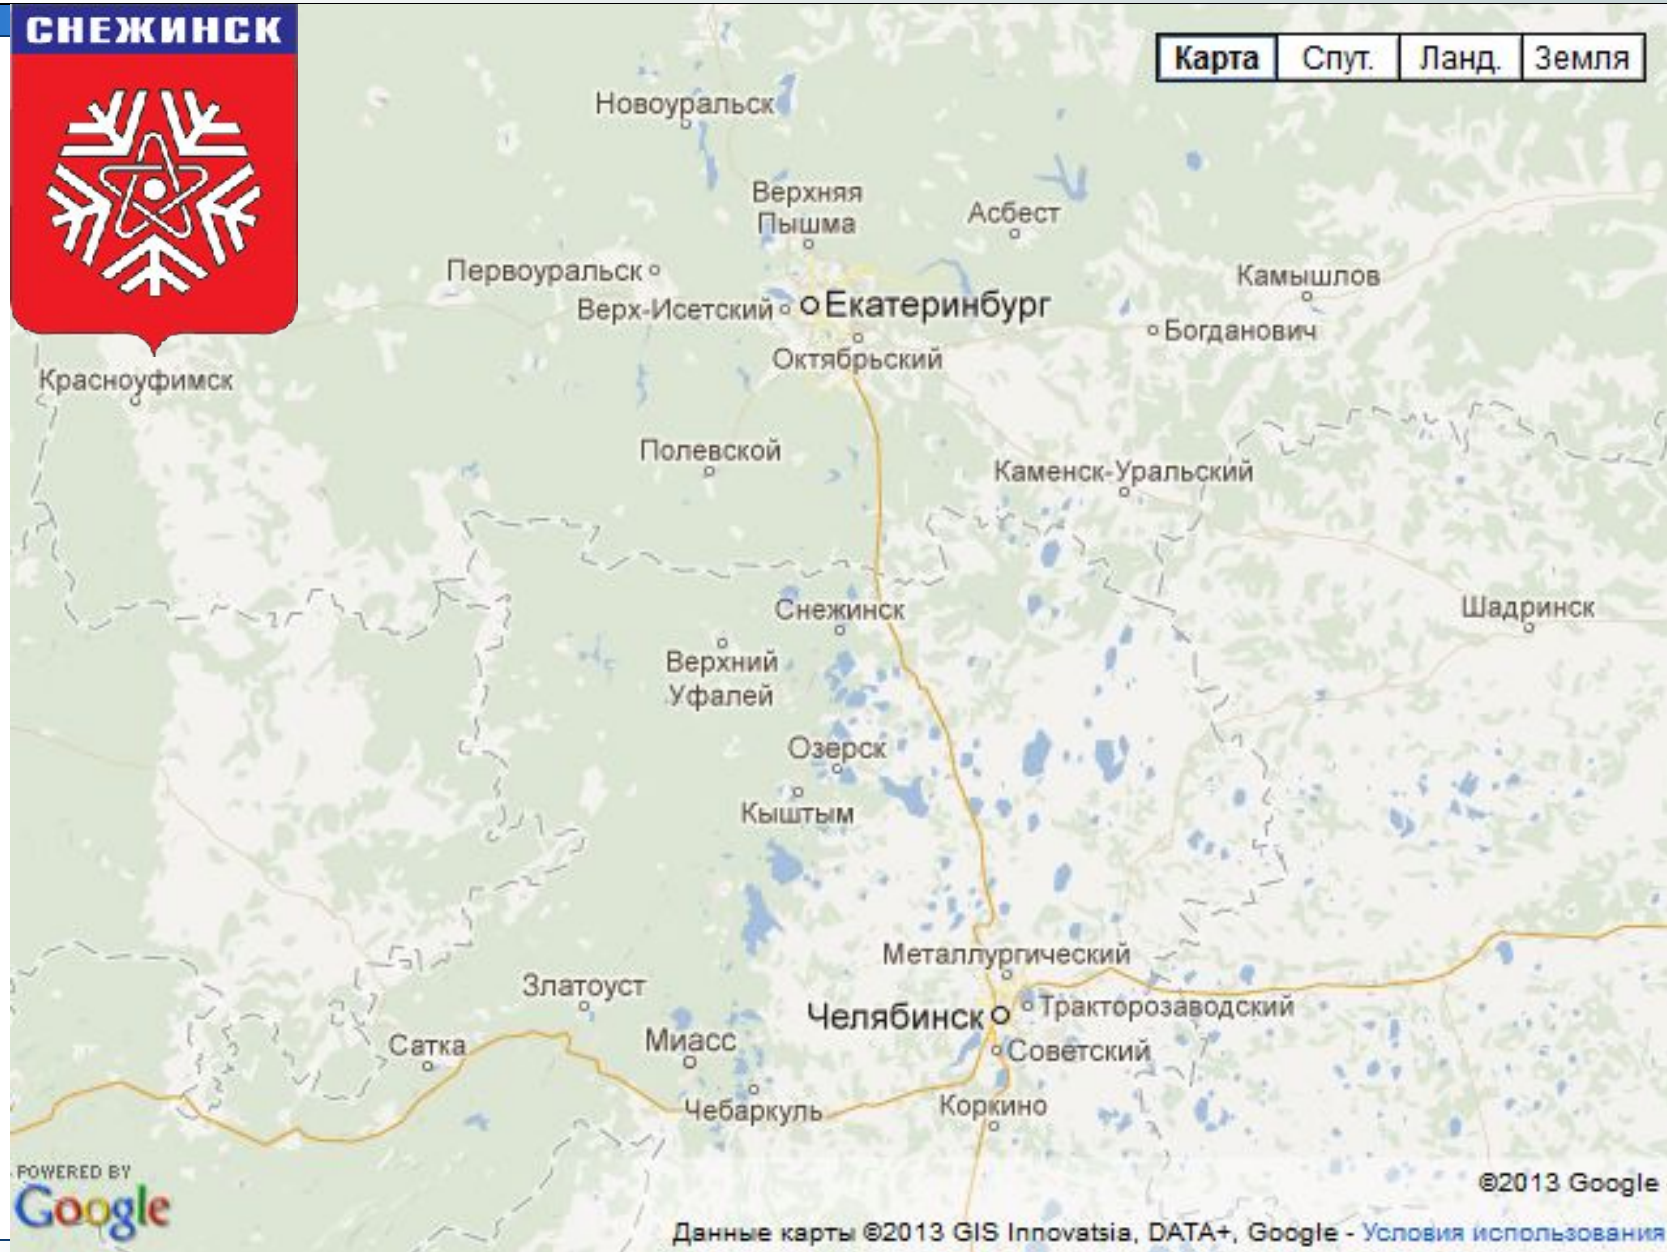 СНЕЖИНСК
Карта Спут. Ланд. Земля
Новоуральск
Верхняя
Пышма
Асбест
Первоуральск
Камышлов
Верх-Исетский
Екатеринбург
Богданович
Октябрьский
Красноуфимск
Полевской
Каменск-Уральский
Снежинск
Шадринск
Верхний
Уфалей
Озерск
Кыштым
Металлургический
Златоуст
Челябинск
Тракторозаводский
Миасс
Сатка
Советский
Чебаркуль
Коркино
POWERED BY
Google
©2013 Google
Данные карты ©2013 GIS Innovatsia, DATA+, Google - Условия использования